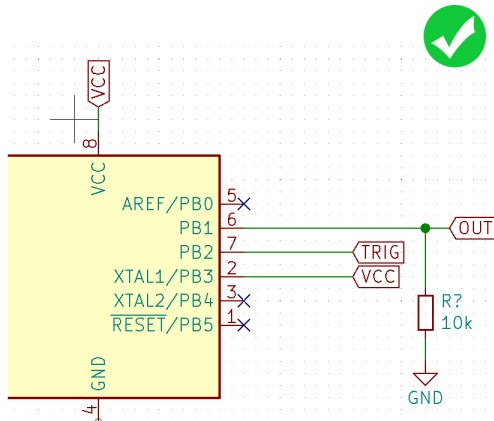 VCC
8
VCC
AREF/PB0 5
PB1 6 OUT
PB2 7 TRIG
XTAL1/PB3 2 VCC
XTAL2/PB4 3 R?
RESET/PB5 1 10k
GND GND
4